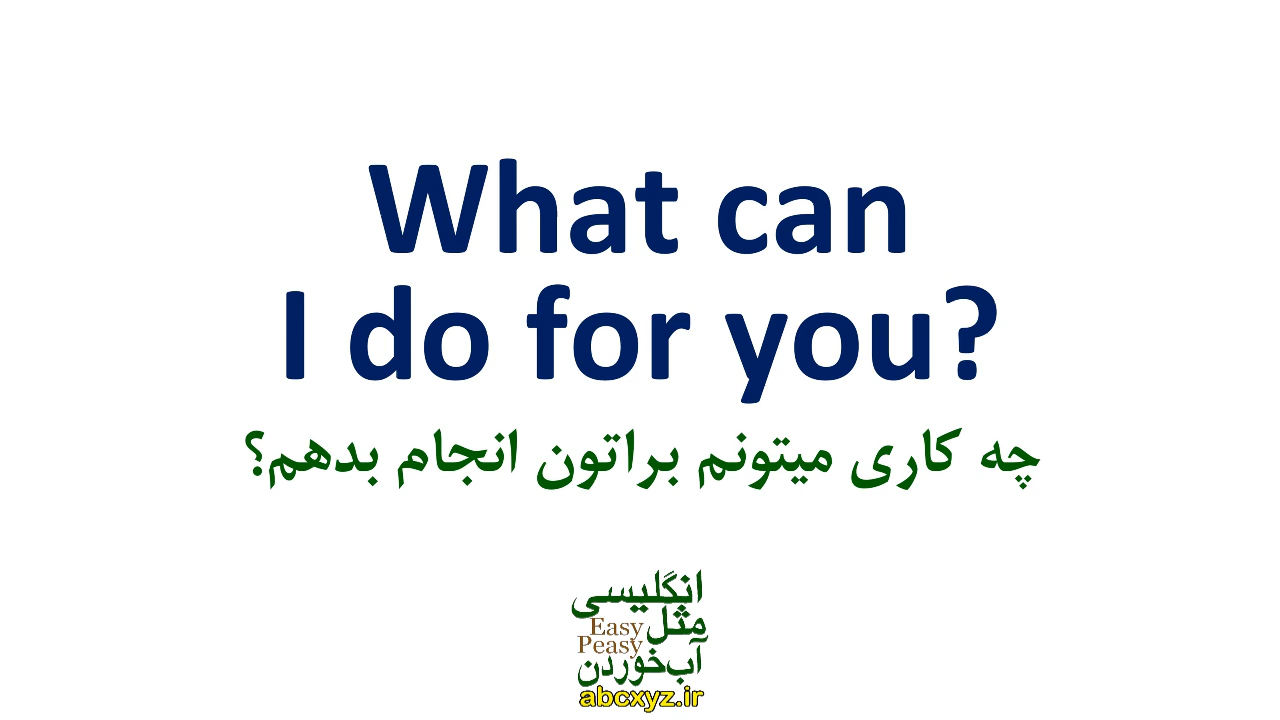 What can
I do for you?
چه کاری میتونم براتون انجام بدهم؟
انگلیسی
مثل
Easy
Peasy
آب‌خوردن
abcxyz.ir